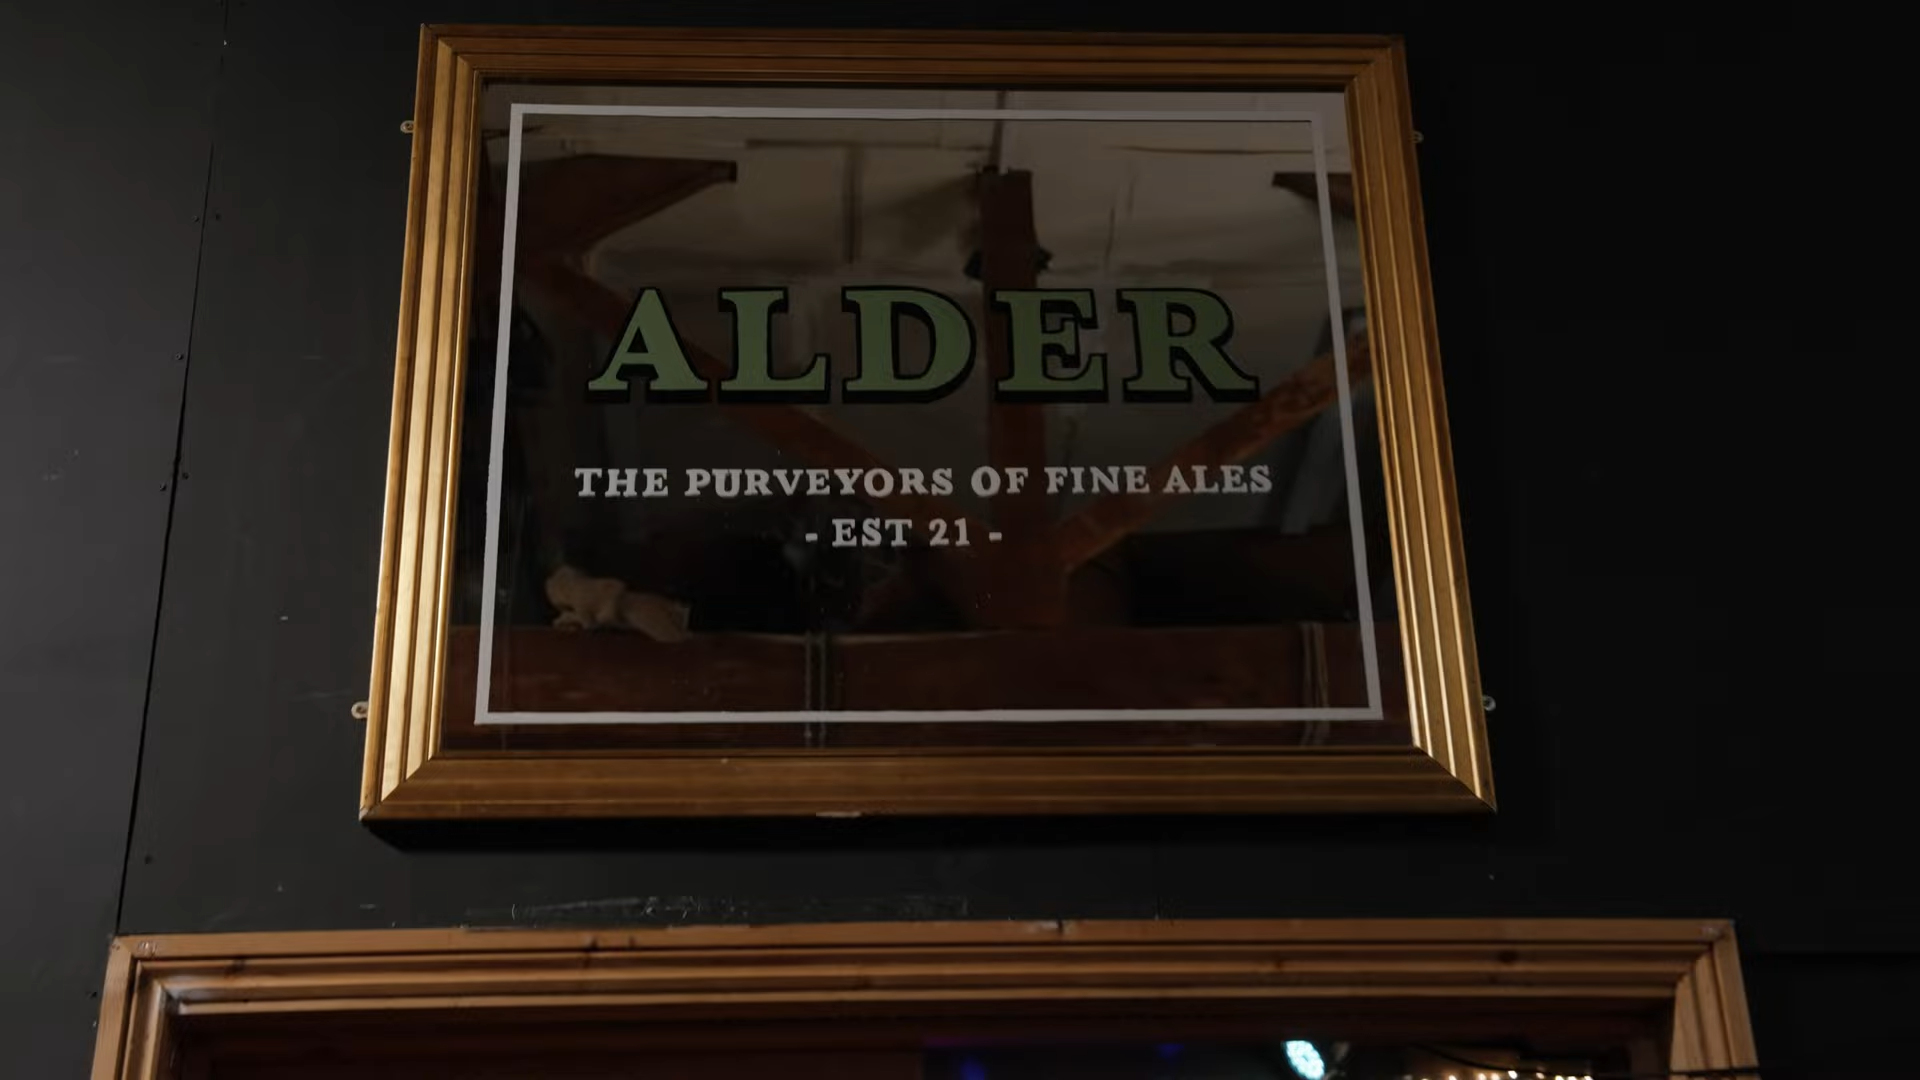 ALDER
THE PURVEYORS OF FINE ALES
- EST 21 -